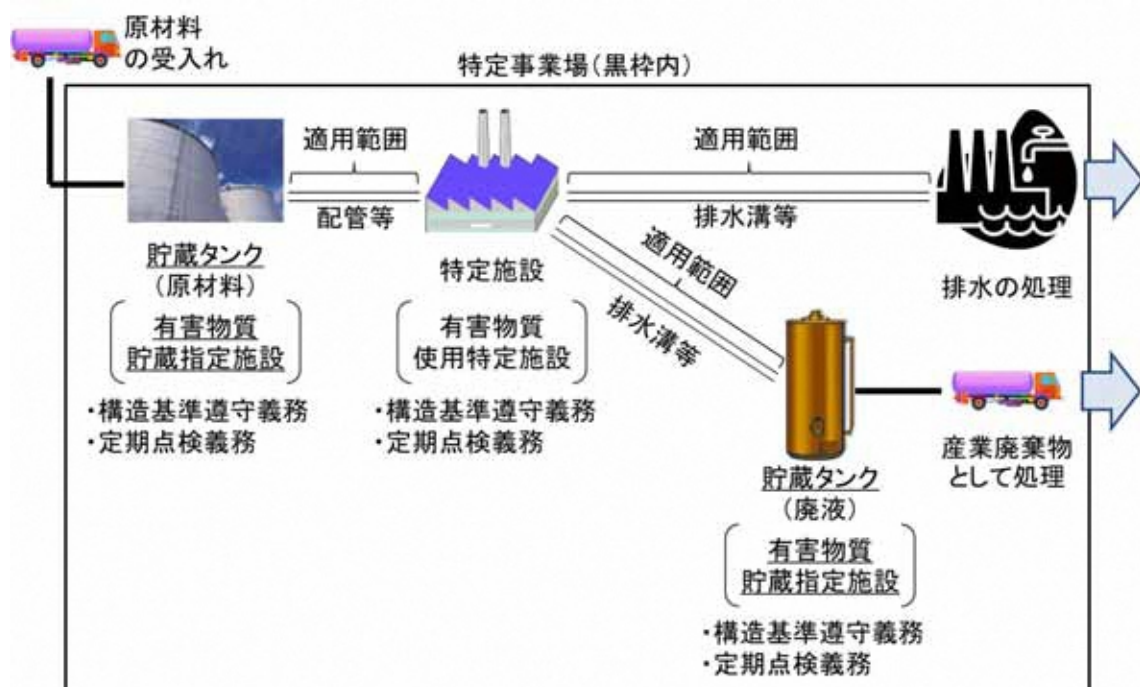 原材料
の受入れ
特定事業場(黒枠内)
適用範囲
配管等
適用範囲
排水溝等
適用範囲
排水溝等
貯蔵タンク
(原材料)
有害物質
貯蔵指定施設
・構造基準遵守義務
・定期点検義務
特定施設
有害物質
使用特定施設
・構造基準遵守義務
・定期点検義務
排水の処理
貯蔵タンク
(廃液)
有害物質
貯蔵指定施設
・構造基準遵守義務
・定期点検義務
産業廃棄物
として処理